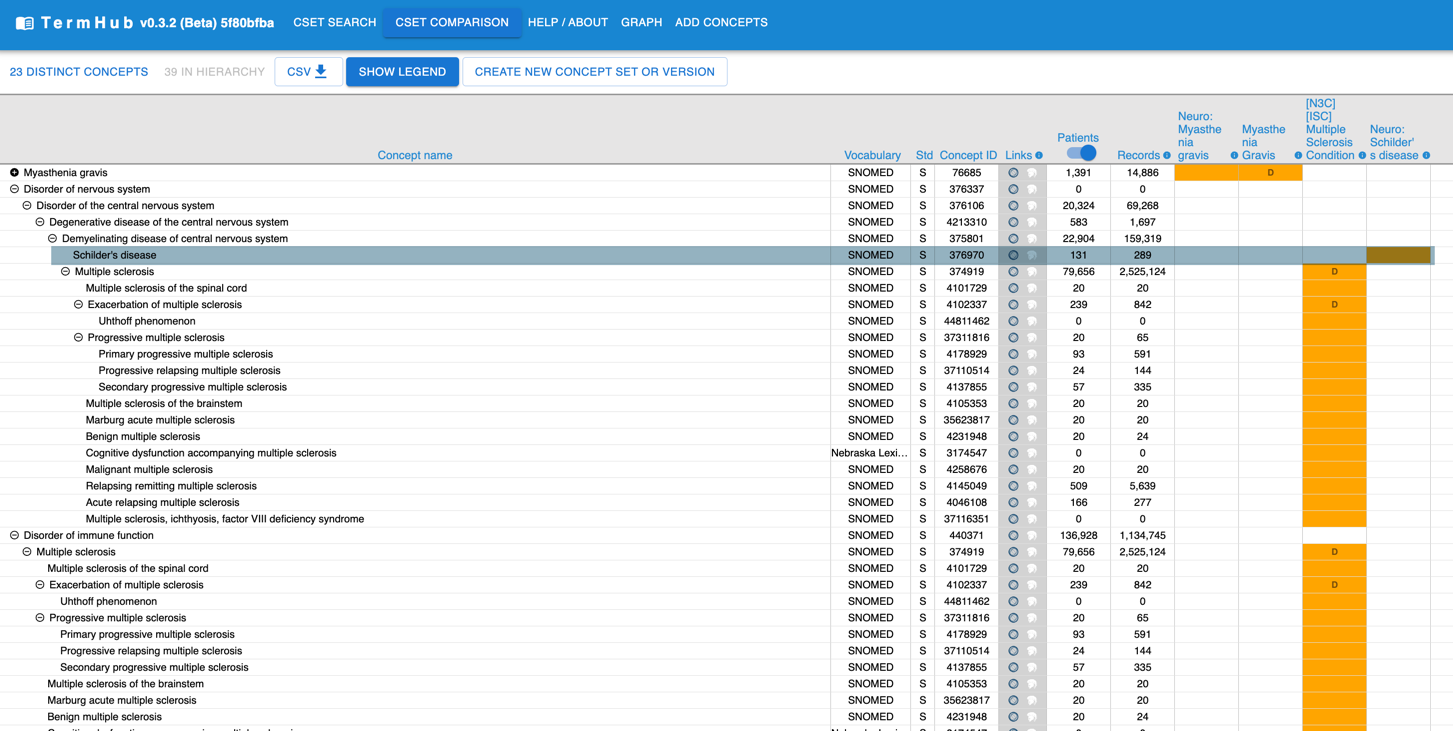 TermHub v0.3.2 (Beta) 5f80bfba CSET SEARCH CSET COMPARISON HELP / ABOUT GRAPH ADD CONCEPTS
23 DISTINCT CONCEPTS 39 IN HIERARCHY CSV SHOW LEGEND CREATE NEW CONCEPT SET OR VERSION
Concept name
Vocabulary
Std
Concept ID
Links
Patients
Records
Neuro:
Myasthe
nia
gravis
Myasthe
nia
Gravis
[N3C]
[ISC]
Multiple
Sclerosis
Condition
Neuro:
Schilder'
s disease
Myasthenia gravis SNOMED S 76685 1,391 14,886 D
Disorder of nervous system SNOMED S 376337 0 0
Disorder of the central nervous system SNOMED S 376106 20,324 69,268
Degenerative disease of the central nervous system SNOMED S 4213310 583 1,697
Demyelinating disease of central nervous system SNOMED S 375801 22,904 159,319
Schilder's disease SNOMED S 376970 131 289
Multiple sclerosis SNOMED S 374919 79,656 2,525,124 D
Multiple sclerosis of the spinal cord SNOMED S 4101729 20 20
Exacerbation of multiple sclerosis SNOMED S 4102337 239 842 D
Uhthoff phenomenon SNOMED S 44811462 0 0
Progressive multiple sclerosis SNOMED S 37311816 20 65
Primary progressive multiple sclerosis SNOMED S 4178929 93 591
Progressive relapsing multiple sclerosis SNOMED S 37110514 24 144
Secondary progressive multiple sclerosis SNOMED S 4137855 57 335
Multiple sclerosis of the brainstem SNOMED S 4105353 20 20
Marburg acute multiple sclerosis SNOMED S 35623817 20 20
Benign multiple sclerosis SNOMED S 4231948 20 24
Cognitive dysfunction accompanying multiple sclerosis Nebraska Lexi... S 3174547 0 0
Malignant multiple sclerosis SNOMED S 4258676 20 20
Relapsing remitting multiple sclerosis SNOMED S 4145049 509 5,639
Acute relapsing multiple sclerosis SNOMED S 4046108 166 277
Multiple sclerosis, ichthyosis, factor VIII deficiency syndrome SNOMED S 37116351 0 0
Disorder of immune function SNOMED S 440371 136,928 1,134,745
Multiple sclerosis SNOMED S 374919 79,656 2,525,124 D
Multiple sclerosis of the spinal cord SNOMED S 4101729 20 20
Exacerbation of multiple sclerosis SNOMED S 4102337 239 842 D
Uhthoff phenomenon SNOMED S 44811462 0 0
Progressive multiple sclerosis SNOMED S 37311816 20 65
Primary progressive multiple sclerosis SNOMED S 4178929 93 591
Progressive relapsing multiple sclerosis SNOMED S 37110514 24 144
Secondary progressive multiple sclerosis SNOMED S 4137855 57 335
Multiple sclerosis of the brainstem SNOMED S 4105353 20 20
Marburg acute multiple sclerosis SNOMED S 35623817 20 20
Benign multiple sclerosis SNOMED S 4231948 20 24